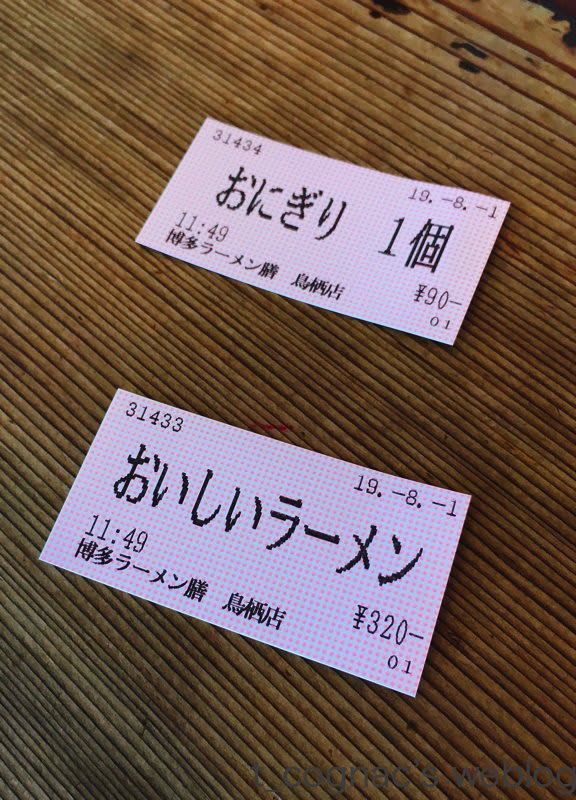 31434
19.-8.-1
おにぎり 1個
11:49
博多ラーメン膳 鳥栖店
¥90-
01
31433
19.-8.-1
おいしいラーメン
11:49
博多ラーメン膳 鳥栖店
¥320-
01
t cognac's weblog